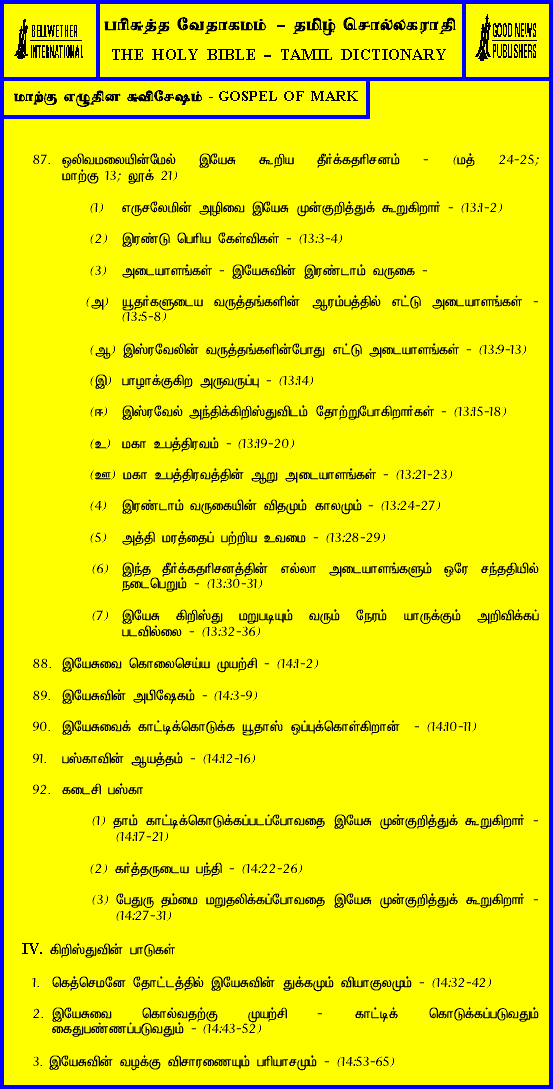 BELLWETHER
INTERNATIONAL
பரிசுத்த வேதாகமம் – தமிழ் சொல்லகராதி
THE HOLY BIBLE – TAMIL DICTIONARY
GOOD NEWS
PUBLISHERS
மாற்கு எழுதின சுவிசேஷம் - GOSPEL OF MARK
87. ஒலிவமலையின்மேல் இயேசு கூறிய தீர்க்கதரிசனம் - (மத் 24-25;
மாற்கு 13; லூக் 21)
(1) எருசலேமின் அழிவை இயேசு முன்குறித்துக் கூறுகிறார் - (13:1-2)
(2) இரண்டு பெரிய கேள்விகள் - (13:3-4)
(3) அடையாளங்கள் - இயேசுவின் இரண்டாம் வருகை -
(அ) யூதர்களுடைய வருத்தங்களின் ஆரம்பத்தில் எட்டு அடையாளங்கள் -
(13:5-8)
(ஆ) இஸ்ரவேலின் வருத்தங்களின்போது எட்டு அடையாளங்கள் - (13:9-13)
(இ) பாழாக்குகிற அருவருப்பு - (13:14)
(ஈ) இஸ்ரவேல் அந்திக்கிறிஸ்துவிடம் தோற்றுபோகிறார்கள் - (13:15-18)
(உ) மகா உபத்திரவம் - (13:19-20)
(ஊ) மகா உபத்திரவத்தின் ஆறு அடையாளங்கள் - (13:21-23)
(4) இரண்டாம் வருகையின் விதமும் காலமும் - (13:24-27)
(5) அத்தி மரத்தைப் பற்றிய உவமை - (13:28-29)
(6) இந்த தீர்க்கதரிசனத்தின் எல்லா அடையாளங்களும் ஒரே சந்ததியில்
நடைபெறும் - (13:30-31)
(7) இயேசு கிறிஸ்து மறுபடியும் வரும் நேரம் யாருக்கும் அறிவிக்கப்
படவில்லை - (13:32-36)
88. இயேசுவை கொலைசெய்ய முயற்சி - (14:1-2)
89. இயேசுவின் அபிஷேகம் - (14:3-9)
90. இயேசுவைக் காட்டிக்கொடுக்க யூதாஸ் ஒப்புக்கொள்கிறான் - (14:10-11)
91. பஸ்காவின் ஆயத்தம் - (14:12-16)
92. கடைசி பஸ்கா
(1) தாம் காட்டிக்கொடுக்கப்படப்போவதை இயேசு முன்குறித்துக் கூறுகிறார் -
(14:17-21)
(2) கர்த்தருடைய பந்தி - (14:22-26)
(3) பேதுரு தம்மை மறுதலிக்கப்போவதை இயேசு முன்குறித்துக் கூறுகிறார் -
(14:27-31)
IV. கிறிஸ்துவின் பாடுகள்
1. கெத்செமனே தோட்டத்தில் இயேசுவின் துக்கமும் வியாகுலமும் - (14:32-42)
2. இயேசுவை கொல்வதற்கு முயற்சி - காட்டிக் கொடுக்கப்படுவதும்
கைதுபண்ணப்படுவதும் - (14:43-52)
3. இயேசுவின் வழக்கு விசாரணையும் பரியாசமும் - (14:53-65)